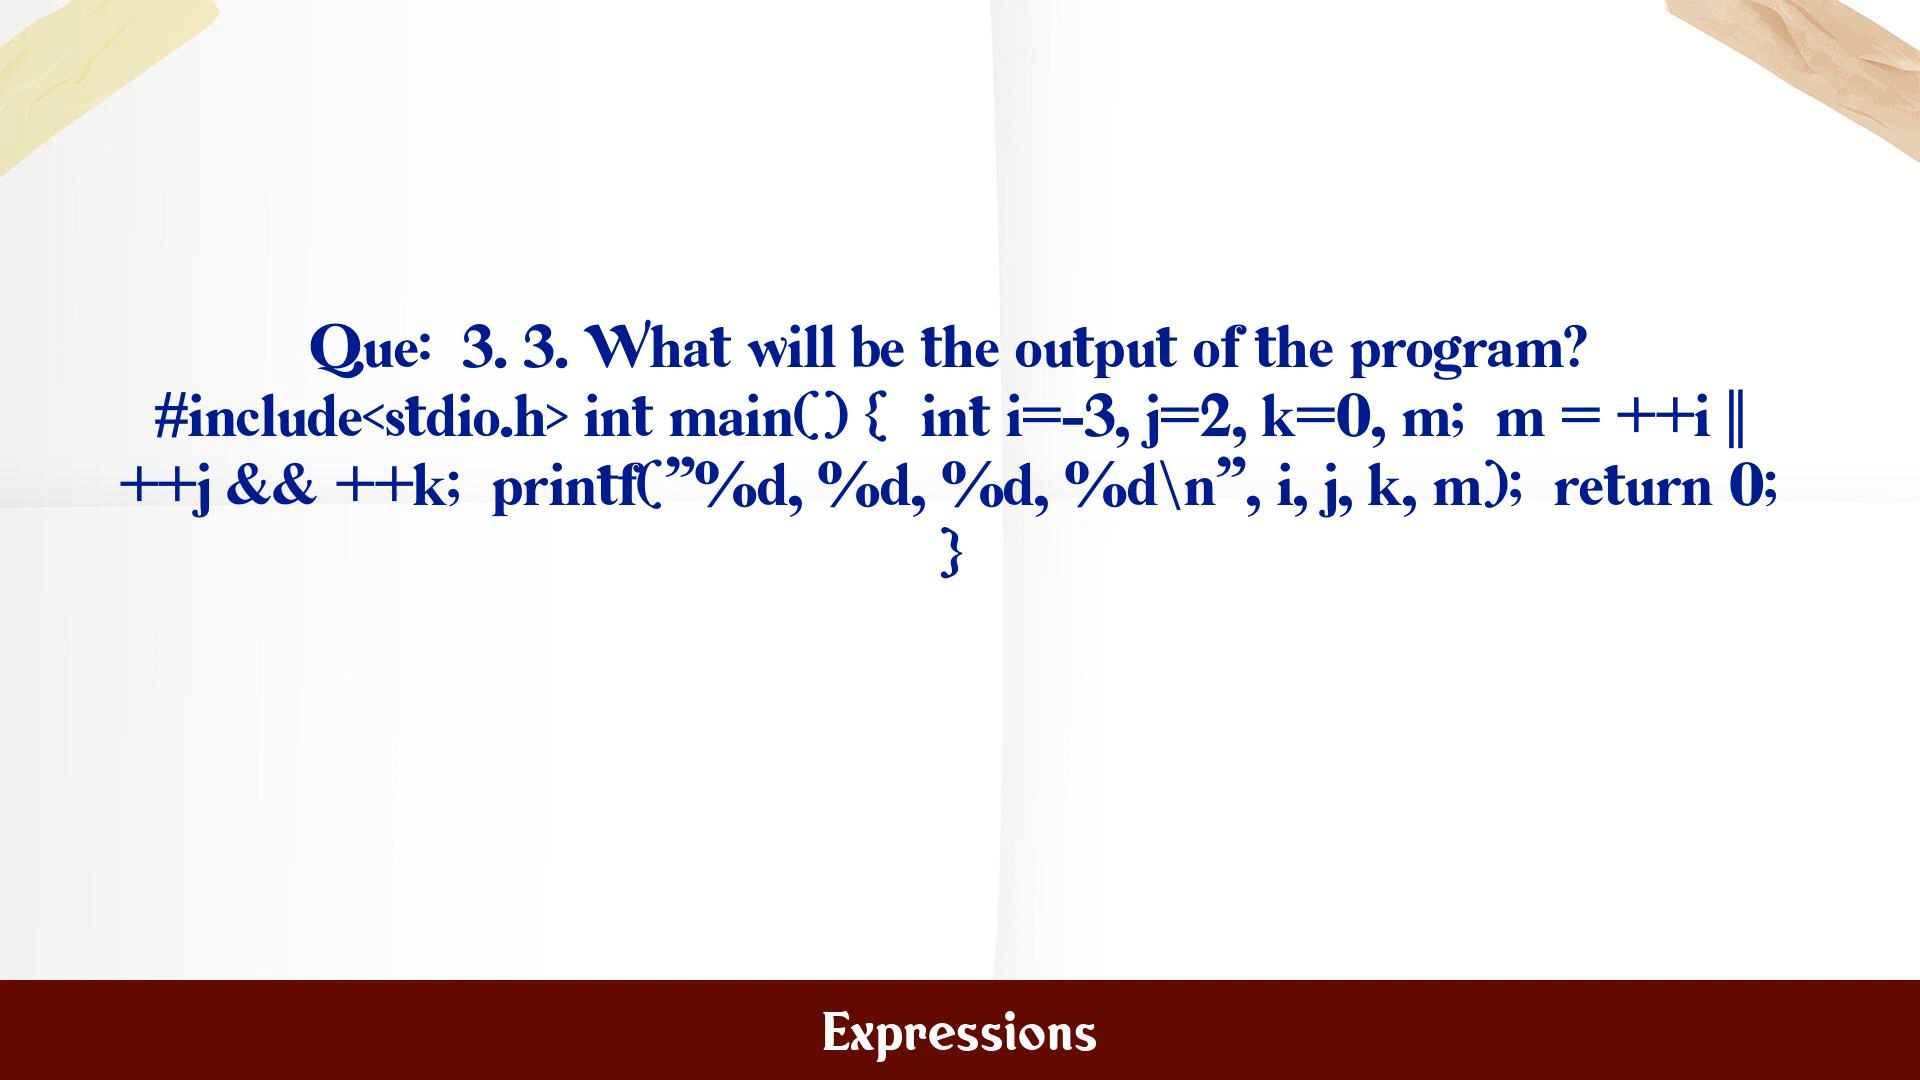 Que: 3. 3. What will be the output of the program?
#include<stdio.h> int main() { int i=-3, j=2, k=0, m; m = ++i ||
++j && ++k; printf("%d, %d, %d, %d\n", i, j, k, m); return 0;
}
Expressions